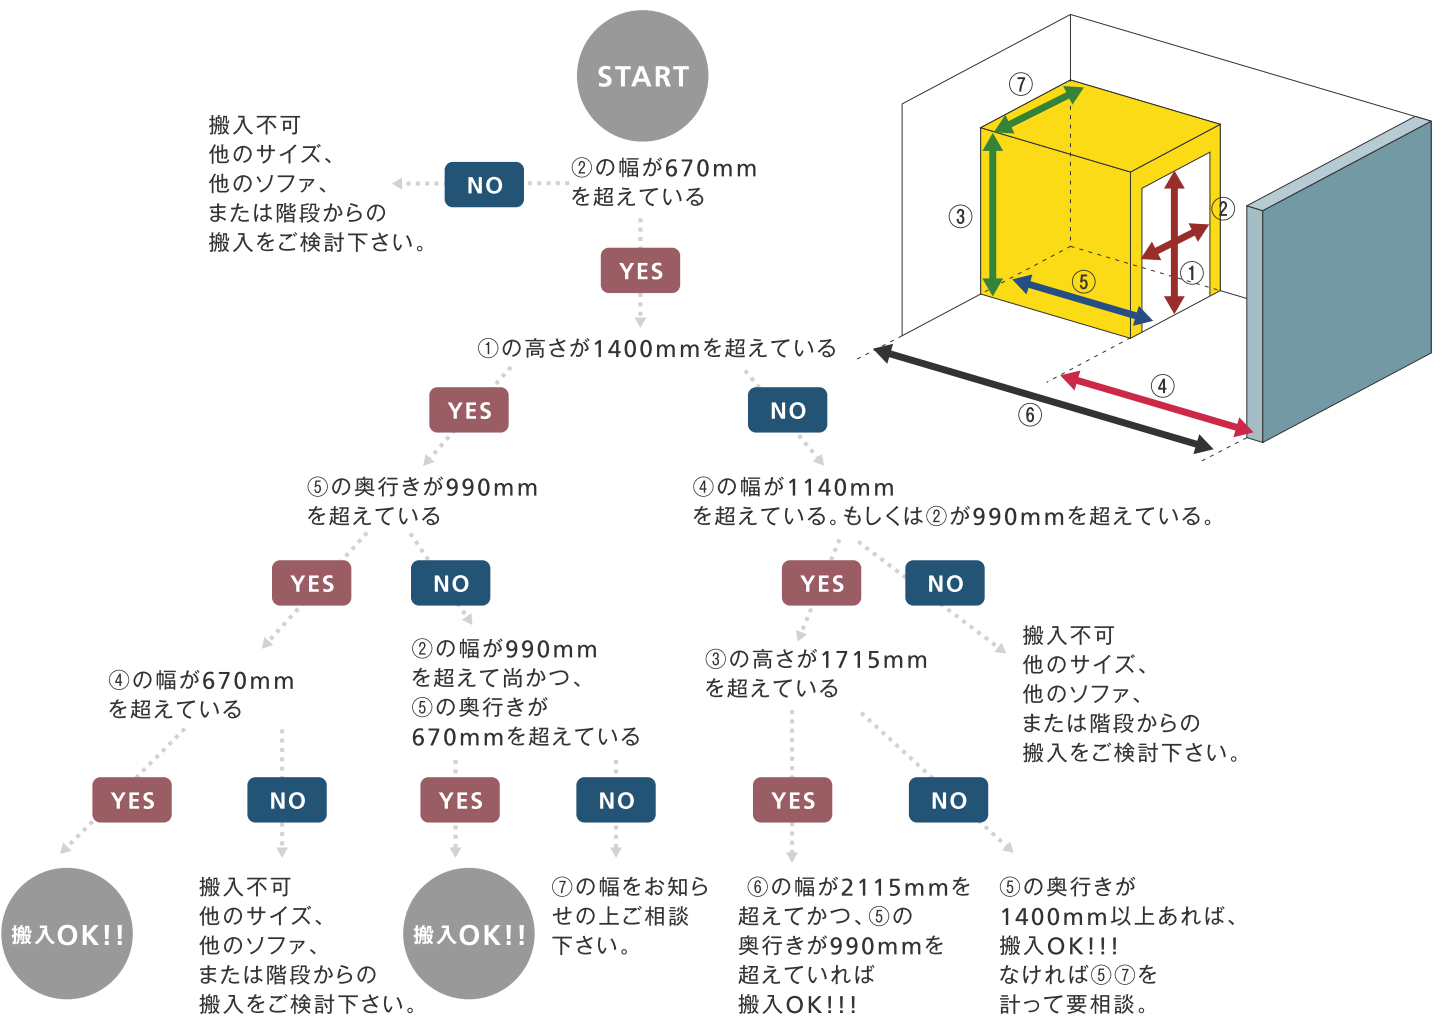 START
②の幅が670mm
を超えている
NO
搬入不可
他のサイズ、
他のソファ、
または階段からの
搬入をご検討下さい。
YES
①の高さが1400mmを超えている
YES
NO
⑤の奥行きが990mm
を超えている
④の幅が1140mm
を超えている。もしくは②が990mmを超えている。
YES
NO
YES
NO
④の幅が670mm
を超えている
②の幅が990mm
を超えて尚かつ、
⑤の奥行きが
670mmを超えている
③の高さが1715mm
を超えている
搬入不可
他のサイズ、
他のソファ、
または階段からの
搬入をご検討下さい。
YES
NO
YES
NO
YES
NO
搬入OK!!
搬入不可
他のサイズ、
他のソファ、
または階段からの
搬入をご検討下さい。
搬入OK!!
⑦の幅をお知ら
せの上ご相談
下さい。
⑥の幅が2115mmを
超えてかつ、⑤の
奥行きが990mmを
超えていれば
搬入OK!!!
⑤の奥行きが
1400mm以上あれば、
搬入OK!!!
なければ⑤⑦を
計って要相談。
⑦
③
②
①
⑤
④
⑥